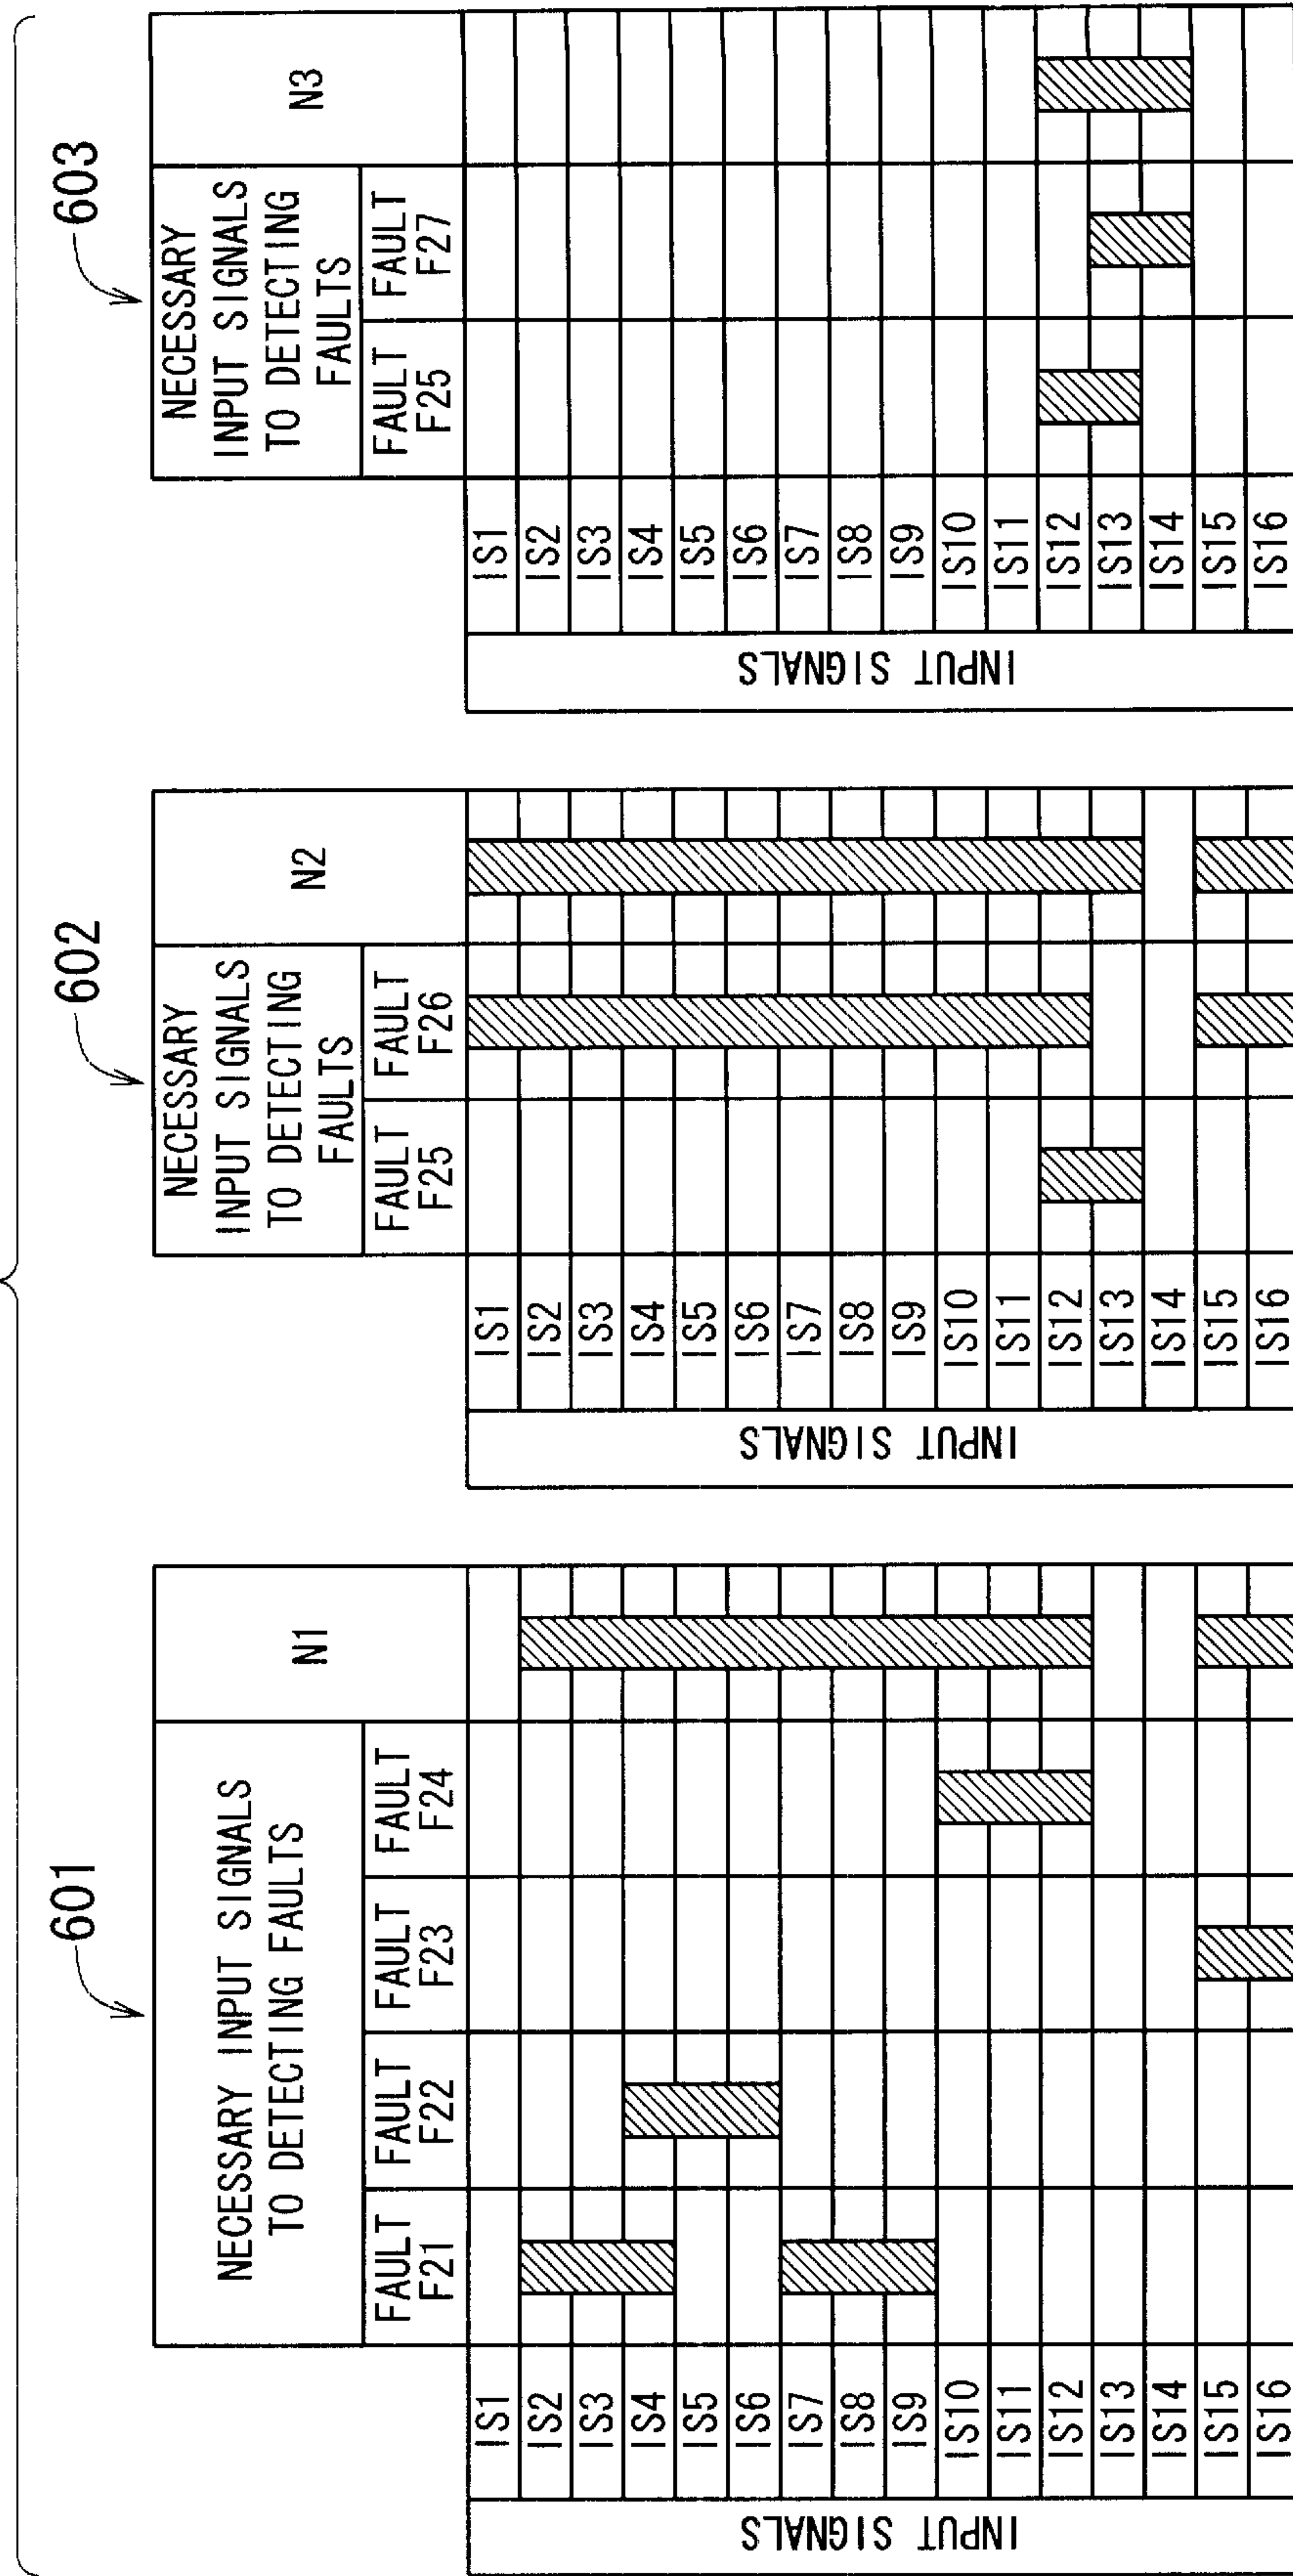 601
NECESSARY INPUT SIGNALS
TO DETECTING FAULTS
N1
FAULT
F21
FAULT
F22
FAULT
F23
FAULT
F24
INPUT SIGNALS
IS1
IS2
IS3
IS4
IS5
IS6
IS7
IS8
IS9
IS10
IS11
IS12
IS13
IS14
IS15
IS16
602
NECESSARY
INPUT SIGNALS
TO DETECTING
FAULTS
N2
FAULT
F25
FAULT
F26
INPUT SIGNALS
IS1
IS2
IS3
IS4
IS5
IS6
IS7
IS8
IS9
IS10
IS11
IS12
IS13
IS14
IS15
IS16
603
NECESSARY
INPUT SIGNALS
TO DETECTING
FAULTS
N3
FAULT
F25
FAULT
F27
INPUT SIGNALS
IS1
IS2
IS3
IS4
IS5
IS6
IS7
IS8
IS9
IS10
IS11
IS12
IS13
IS14
IS15
IS16